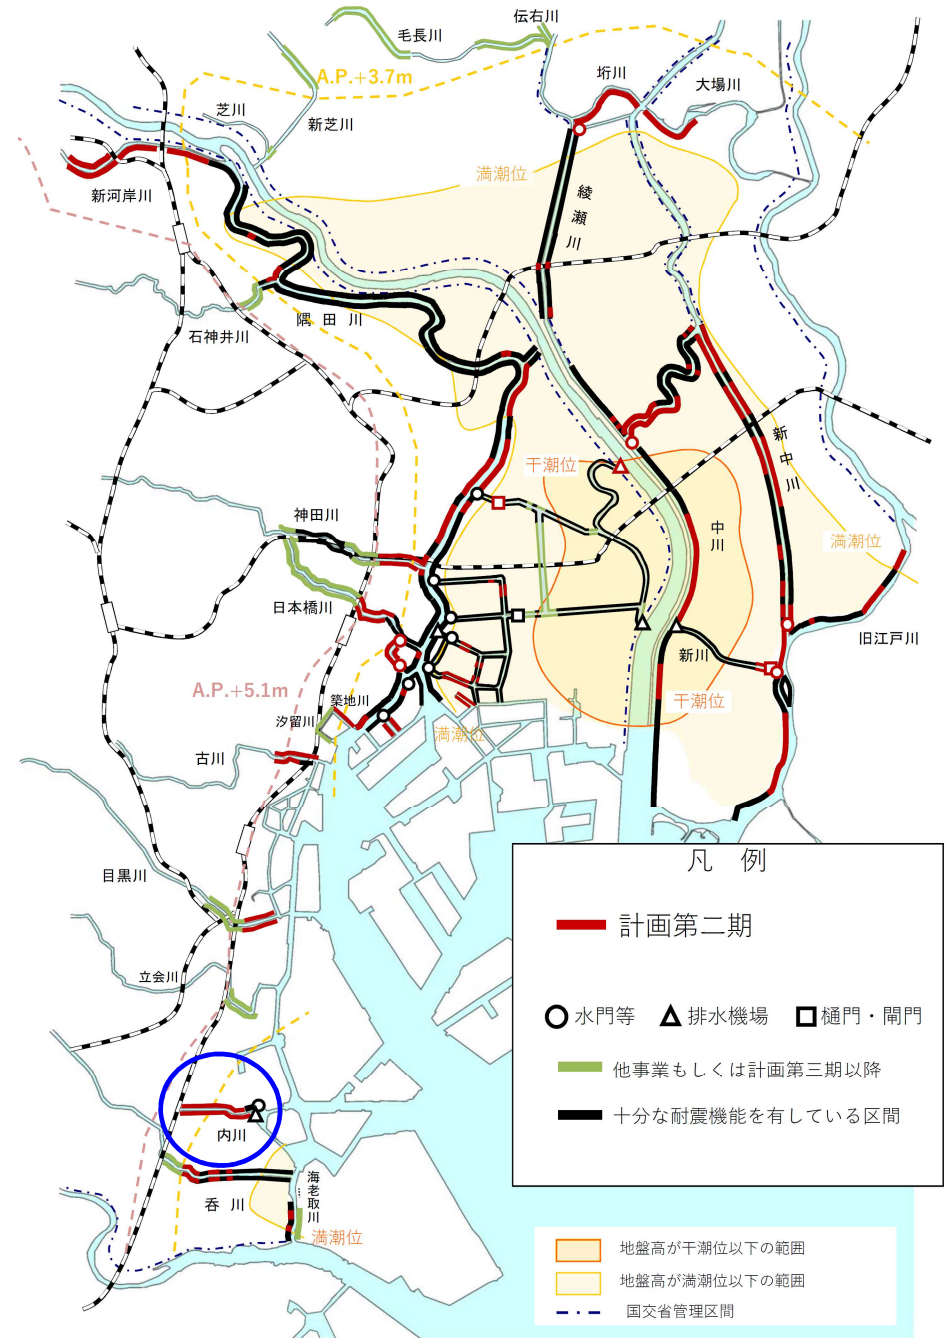 伝右川
毛長川
A.P.+3.7m
垳川
大場川
芝川
新芝川
満潮位
新河岸川
綾瀬川
石神井川
隅田川
新中川
干潮位
神田川
中川
満潮位
日本橋川
旧江戸川
新川
A.P.+5.1m
築地川
干潮位
汐留川
満潮位
古川
目黒川
立会川
内川
海老取川
呑川
満潮位
凡 例
計画第二期
水門等 排水機場 樋門・閘門
他事業もしくは計画第三期以降
十分な耐震機能を有している区間
地盤高が干潮位以下の範囲
地盤高が満潮位以下の範囲
国交省管理区間